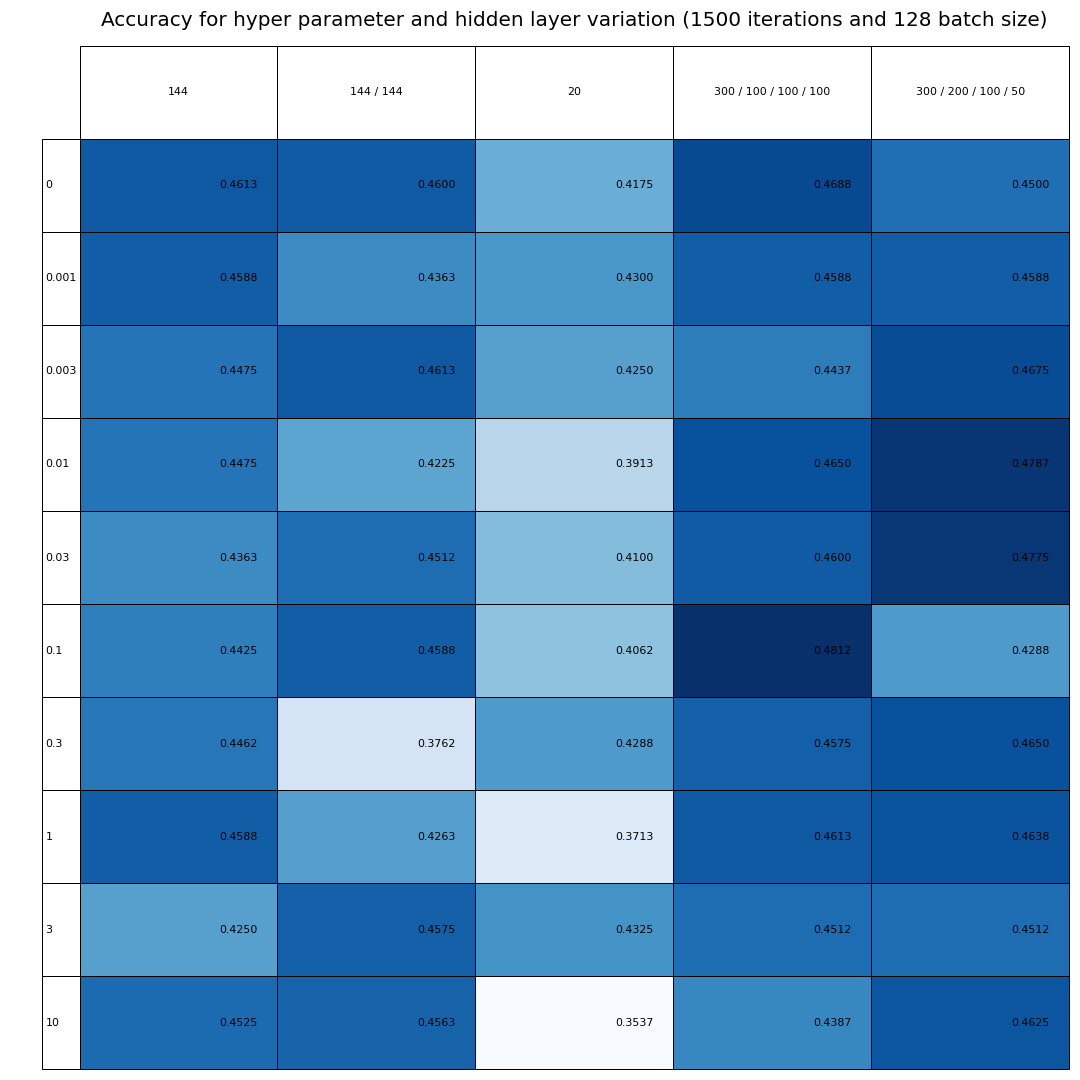 Accuracy for hyper parameter and hidden layer variation (1500 iterations and 128 batch size)
144 144 / 144 20 300 / 100 / 100 / 100 300 / 200 / 100 / 50
0 0.4613 0.4600 0.4175 0.4688 0.4500
0.001 0.4588 0.4363 0.4300 0.4588 0.4588
0.003 0.4475 0.4613 0.4250 0.4437 0.4675
0.01 0.4475 0.4225 0.3913 0.4650 0.4787
0.03 0.4363 0.4512 0.4100 0.4600 0.4775
0.1 0.4425 0.4588 0.4062 0.4812 0.4288
0.3 0.4462 0.3762 0.4288 0.4575 0.4650
1 0.4588 0.4263 0.3713 0.4613 0.4638
3 0.4250 0.4575 0.4325 0.4512 0.4512
10 0.4525 0.4563 0.3537 0.4387 0.4625